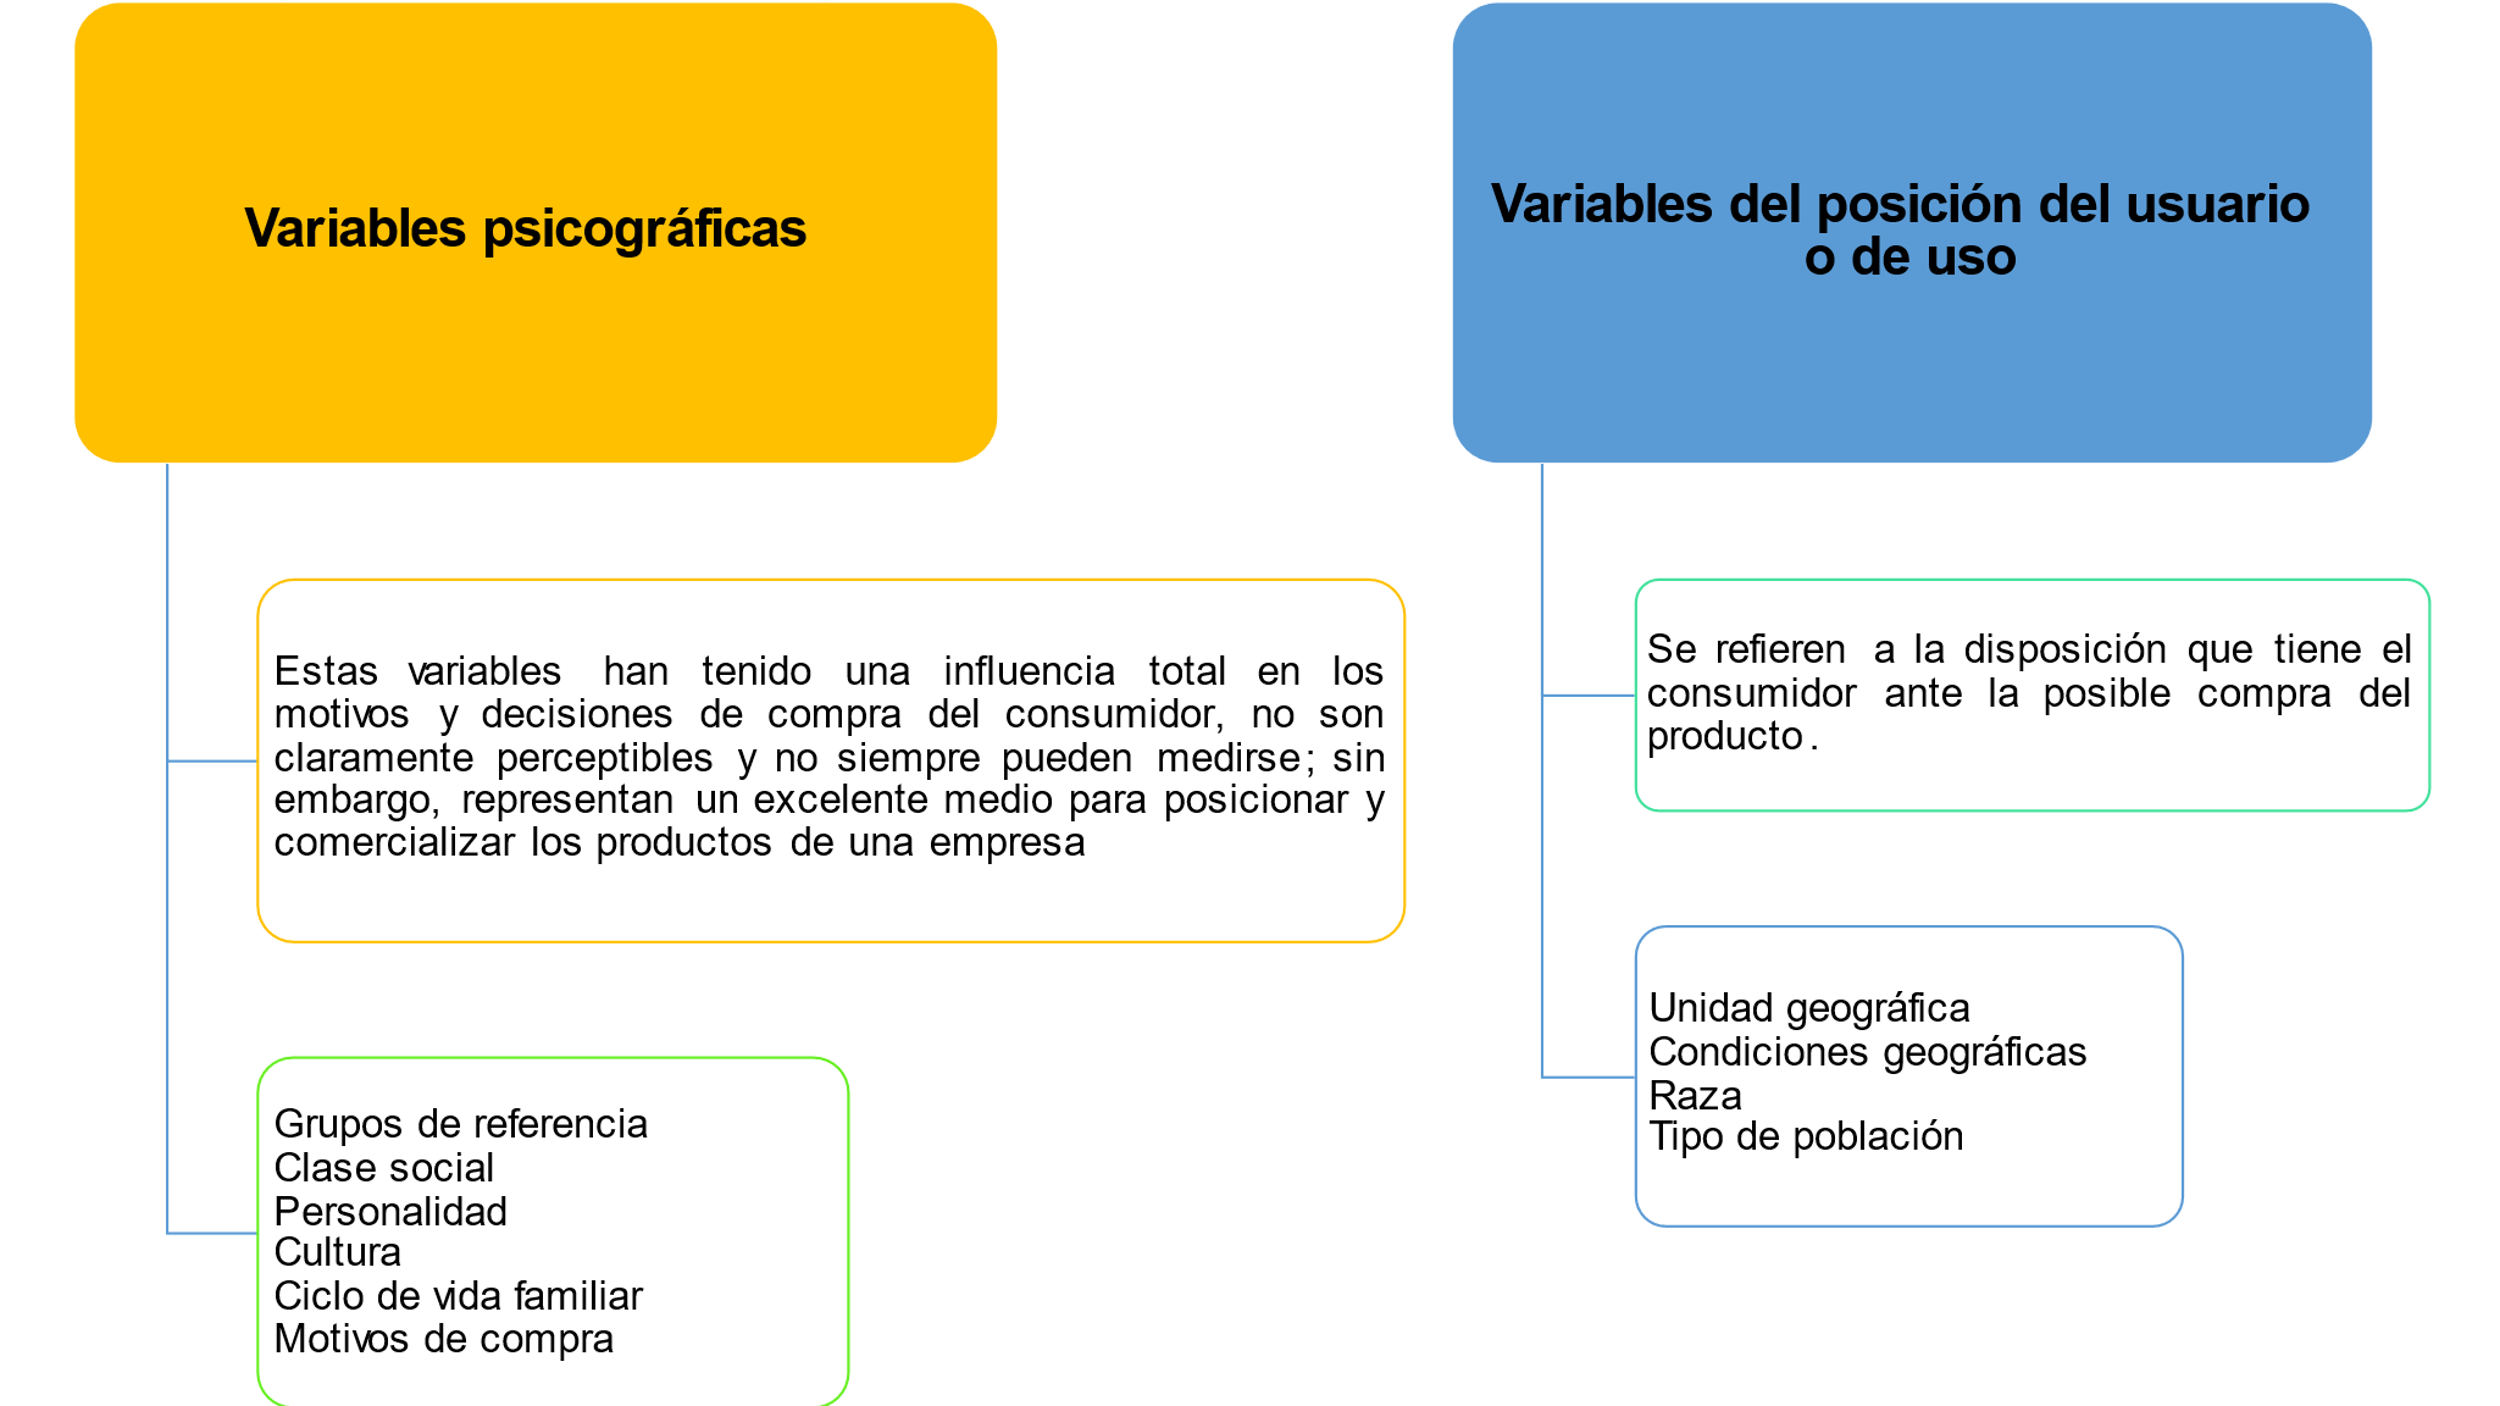 Variables psicográficas
Estas variables han tenido una influencia total en los
motivos y decisiones de compra del consumidor, no son
claramente perceptibles y no siempre pueden medirse; sin
embargo, representan un excelente medio para posicionar y
comercializar los productos de una empresa
Grupos de referencia
Clase social
Personalidad
Cultura
Ciclo de vida familiar
Motivos de compra
Variables del posición del usuario
o de uso
Se refieren a la disposición que tiene el
consumidor ante la posible compra del
producto.
Unidad geográfica
Condiciones geográficas
Raza
Tipo de población